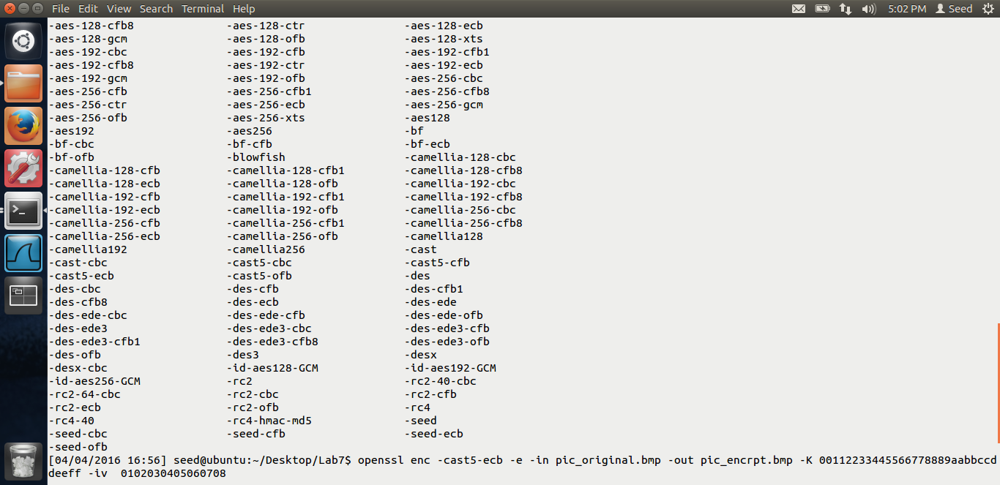 File Edit View Search Terminal Help 5:02 PM Seed
-aes-128-cfb8 -aes-128-ctr -aes-128-ecb
-aes-128-gcm -aes-128-ofb -aes-128-xts
-aes-192-cbc -aes-192-cfb -aes-192-cfb1
-aes-192-cfb8 -aes-192-ctr -aes-192-ecb
-aes-192-gcm -aes-192-ofb -aes-256-cbc
-aes-256-cfb -aes-256-cfb1 -aes-256-cfb8
-aes-256-ctr -aes-256-ecb -aes-256-gcm
-aes-256-ofb -aes-256-xts -aes128
-aes192 -aes256 -bf
-bf-cbc -bf-cfb -bf-ecb
-bf-ofb -blowfish -camellia-128-cbc
-camellia-128-cfb -camellia-128-cfb1 -camellia-128-cfb8
-camellia-128-ecb -camellia-128-ofb -camellia-192-cbc
-camellia-192-cfb -camellia-192-cfb1 -camellia-192-cfb8
-camellia-192-ecb -camellia-192-ofb -camellia-256-cbc
-camellia-256-cfb -camellia-256-cfb1 -camellia-256-cfb8
-camellia-256-ecb -camellia-256-ofb -camellia128
-camellia192 -camellia256 -cast
-cast-cbc -cast5-cbc -cast5-cfb
-cast5-ecb -cast5-ofb -des
-des-cbc -des-cfb -des-cfb1
-des-cfb8 -des-ecb -des-ede
-des-ede-cbc -des-ede-cfb -des-ede-ofb
-des-ede3 -des-ede3-cbc -des-ede3-cfb
-des-ede3-cfb1 -des-ede3-cfb8 -des-ede3-ofb
-des-ofb -des3 -desx
-desx-cbc -id-aes128-GCM -id-aes192-GCM
-id-aes256-GCM -rc2 -rc2-40-cbc
-rc2-64-cbc -rc2-cbc -rc2-cfb
-rc2-ecb -rc2-ofb -rc4
-rc4-40 -rc4-hmac-md5 -seed
-seed-cbc -seed-cfb -seed-ecb
-seed-ofb
[04/04/2016 16:56] seed@ubuntu:~/Desktop/Lab7$ openssl enc -cast5-ecb -e -in pic_original.bmp -out pic_encrpt.bmp -K 00112233445566778889aabbccd
deeff -iv  0102030405060708